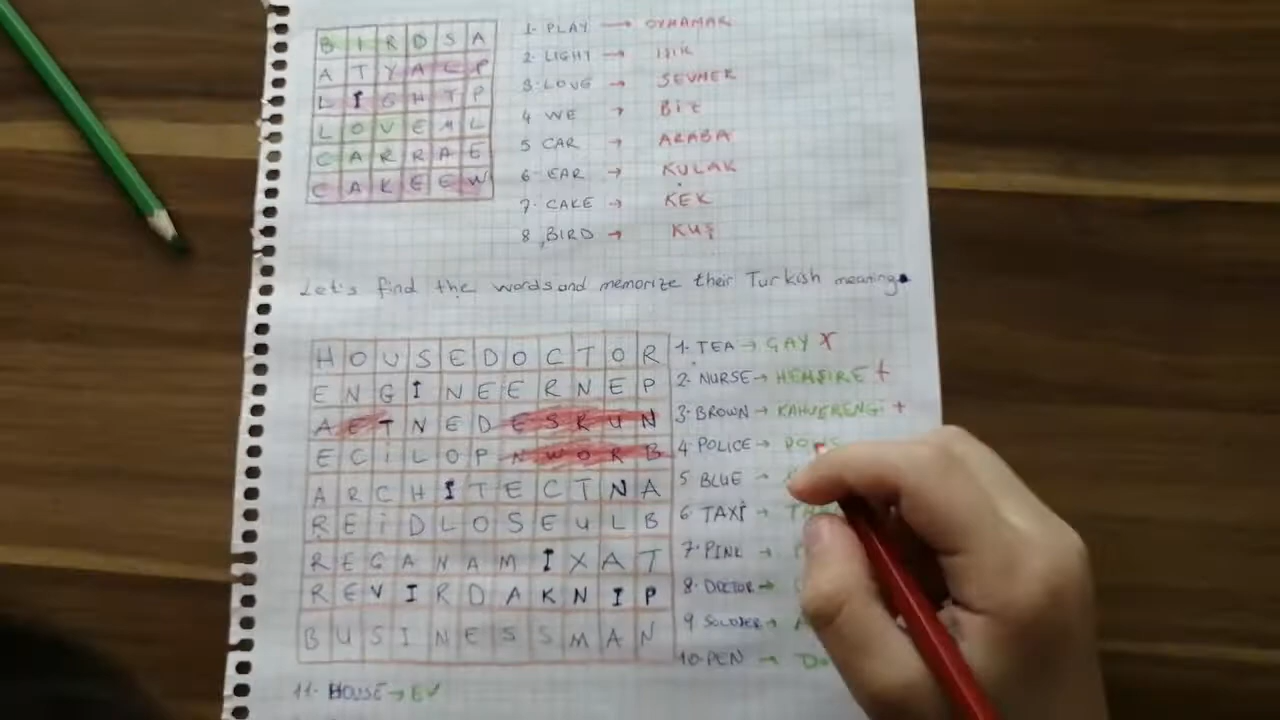 B I R D S A
A T Y A L P
L I G H T P
L O V E M L
C A R R A E
C A K E E W
1- PLAY → OYNAMAK
2- LIGHT → IŞIK
3- LOVE → SEVMEK
4 WE → BİZ
5 CAR → ARABA
6- EAR → KULAK
7- CAKE → KEK
8, BIRD → KUŞ
Let's find the words and memorize their Turkish meaning.
H O U S E D O C T O R
E N G I N E E R N E P
A E T N E D E S R U N
E C İ L O P N W O R B
A R C H I T E C T N A
R E İ D L O S E U L B
R E G A N A M I X A T
R E V I R D A K N I P
B U S I N E S S M A N
1- TEA → ÇAY X
2- NURSE → HEMŞİRE +
3- BROWN → KAHVERENGİ +
4 POLICE →
5 BLUE →
6- TAXİ →
7- PINK →
8- DOCTOR →
9 SOLDIER →
10- PEN →
11- HOUSE → EV